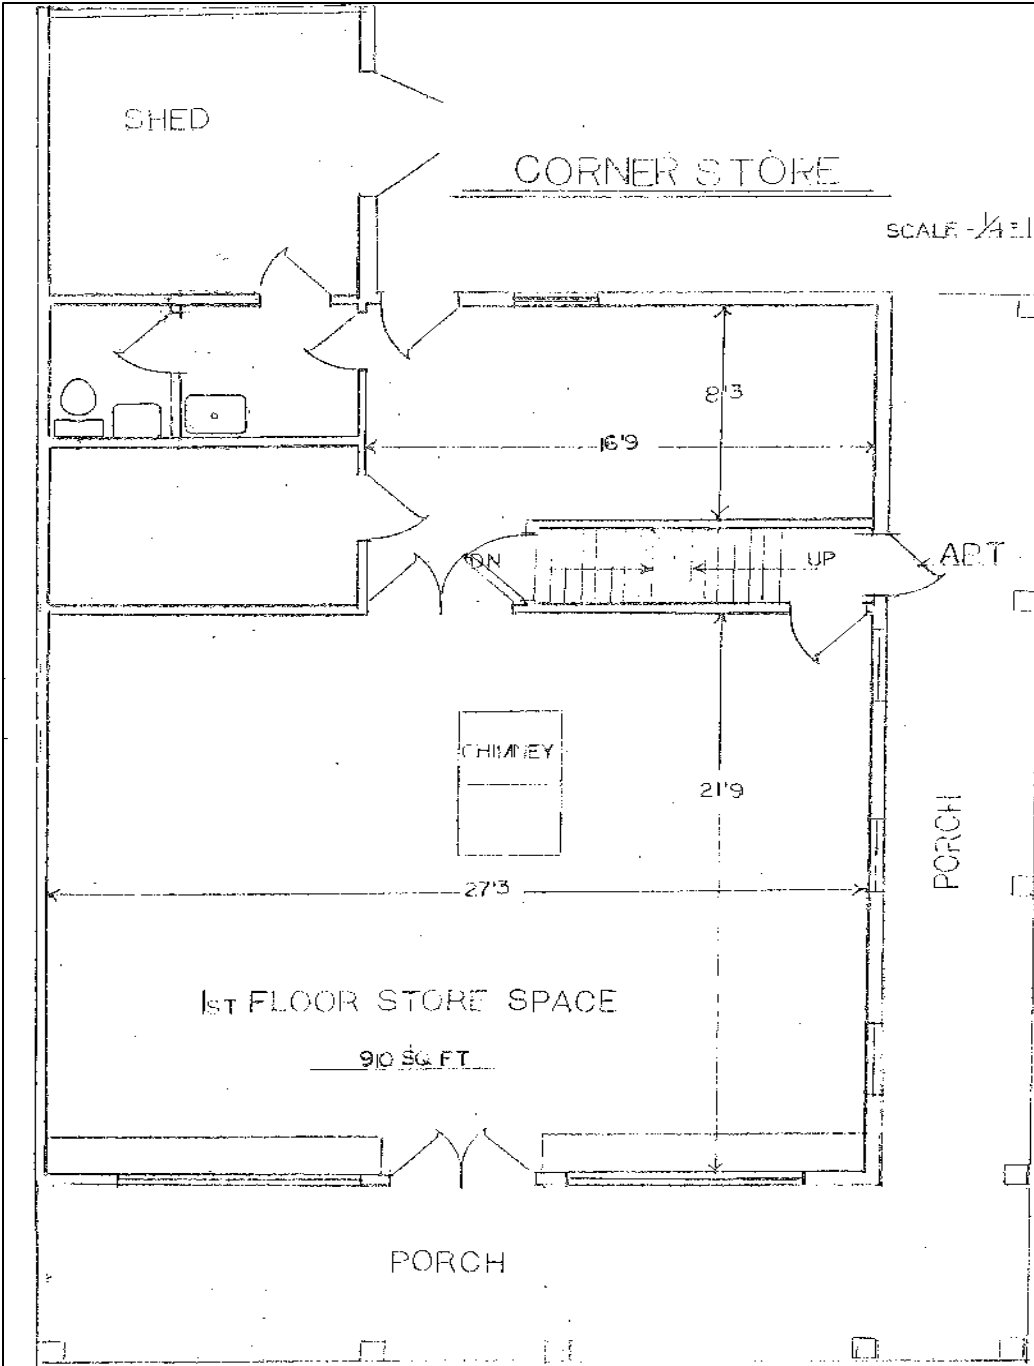 SHED
CORNER STORE
SCALE - 1/4 = 1
8'3
16'9
DN
UP
APT
CHIMNEY
21'9
PORCH
27'3
1ST FLOOR STORE SPACE
910 SQ FT
PORCH